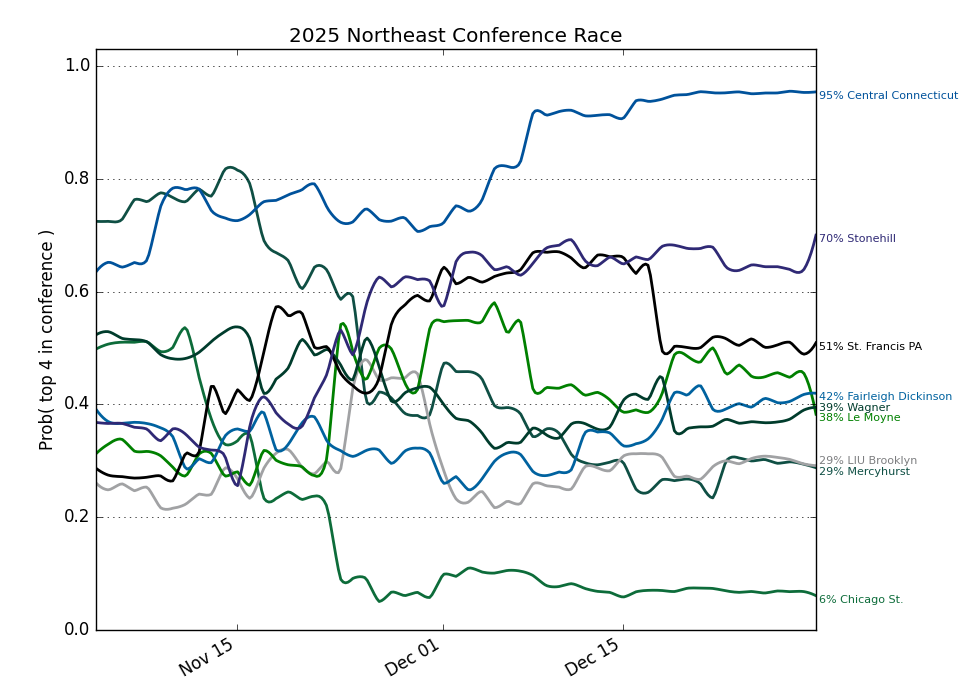 2025 Northeast Conference Race
Prob( top 4 in conference )
1.0
0.8
0.6
0.4
0.2
0.0
Nov 15
Dec 01
Dec 15
95% Central Connecticut
70% Stonehill
51% St. Francis PA
42% Fairleigh Dickinson
39% Wagner
38% Le Moyne
29% LIU Brooklyn
29% Mercyhurst
6% Chicago St.